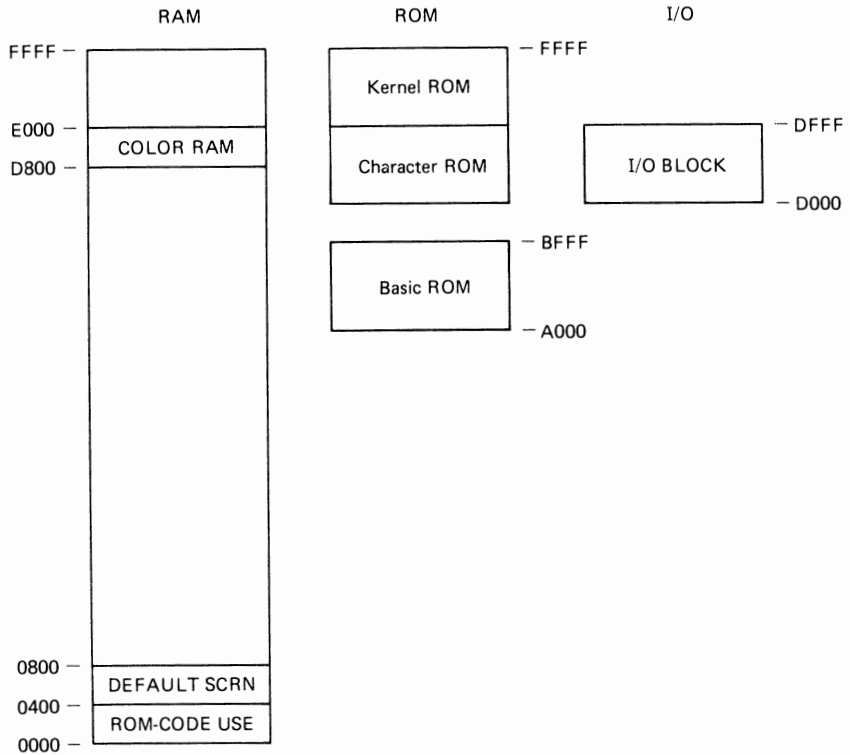 RAM ROM I/O
FFFF – – FFFF
Kernel ROM
E000 – – DFFF
COLOR RAM
D800 –
Character ROM I/O BLOCK
– D000
– BFFF
Basic ROM
– A000
0800 –
DEFAULT SCRN
0400 –
ROM-CODE USE
0000 –